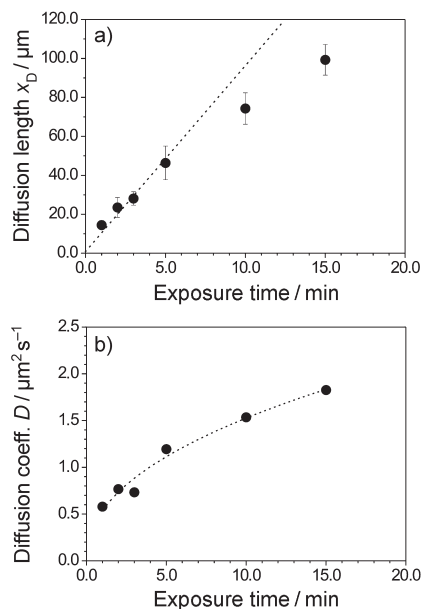 a)
Diffusion length x_D / µm
120.0
100.0
80.0
60.0
40.0
20.0
0.0
0.0 5.0 10.0 15.0 20.0
Exposure time / min
b)
Diffusion coeff. D / µm² s⁻¹
2.5
2.0
1.5
1.0
0.5
0.0
0.0 5.0 10.0 15.0 20.0
Exposure time / min